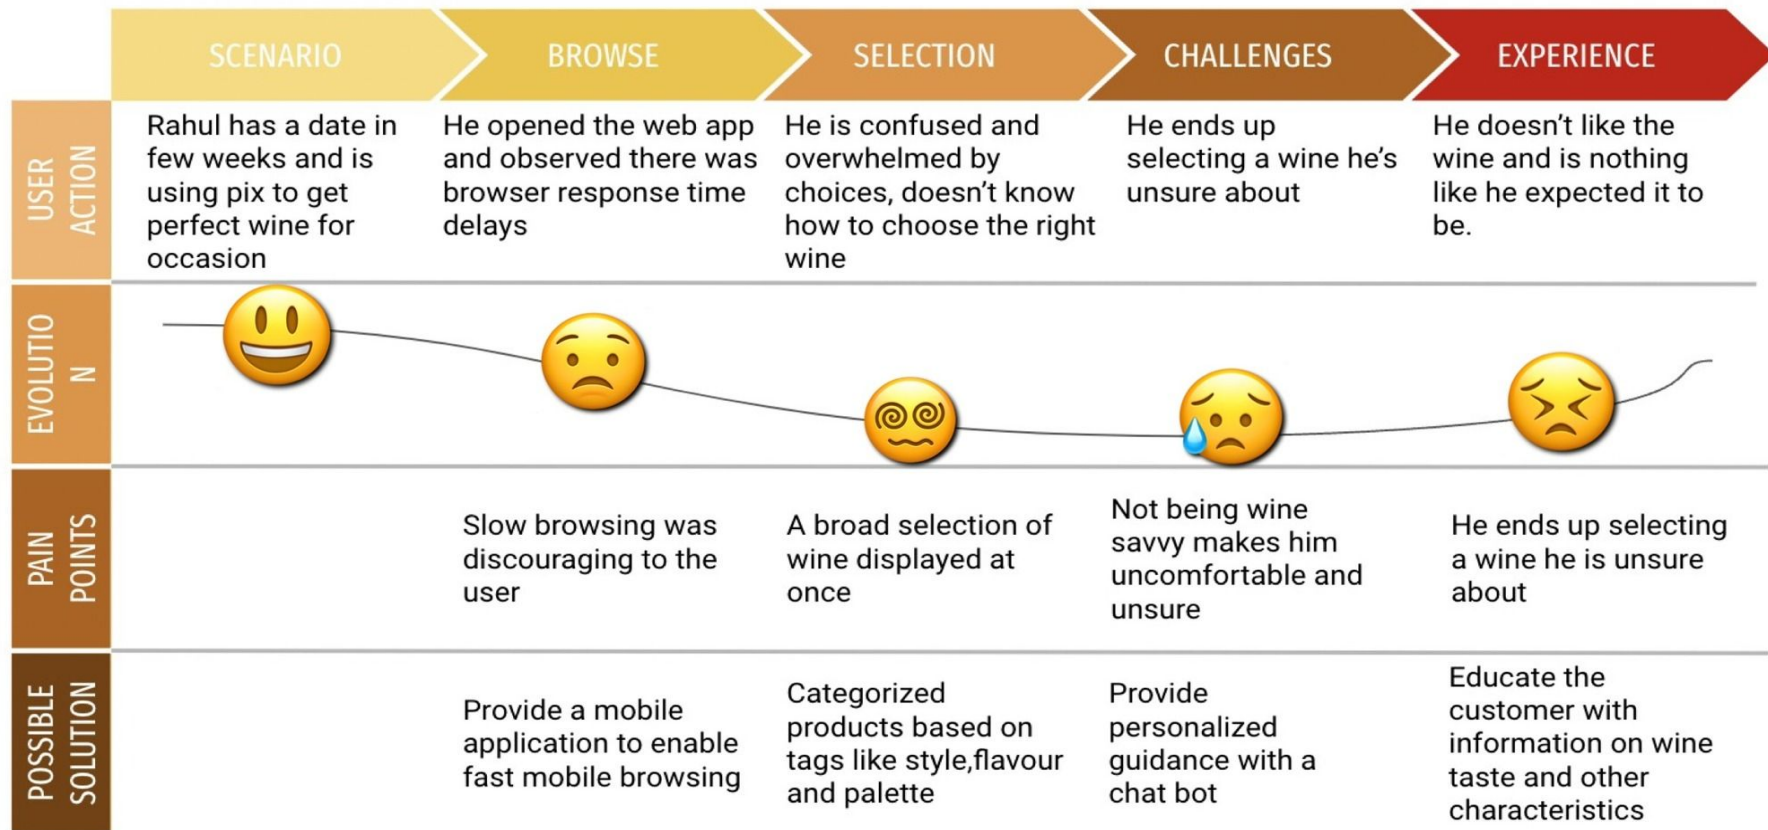 SCENARIO
BROWSE
SELECTION
CHALLENGES
EXPERIENCE
USER
ACTION
Rahul has a date in
few weeks and is
using pix to get
perfect wine for
occasion
He opened the web app
and observed there was
browser response time
delays
He is confused and
overwhelmed by
choices, doesn’t know
how to choose the right
wine
He ends up
selecting a wine he’s
unsure about
He doesn’t like the
wine and is nothing
like he expected it to
be.
EVOLUTIO
N
PAIN
POINTS
Slow browsing was
discouraging to the
user
A broad selection of
wine displayed at
once
Not being wine
savvy makes him
uncomfortable and
unsure
He ends up selecting
a wine he is unsure
about
POSSIBLE
SOLUTION
Provide a mobile
application to enable
fast mobile browsing
Categorized
products based on
tags like style,flavour
and palette
Provide
personalized
guidance with a
chat bot
Educate the
customer with
information on wine
taste and other
characteristics